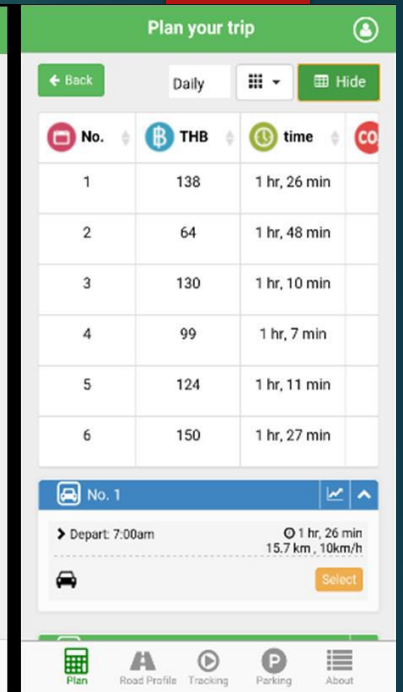 Plan your trip
Back Daily Hide
No. THB time CO
1 138 1 hr, 26 min
2 64 1 hr, 48 min
3 130 1 hr, 10 min
4 99 1 hr, 7 min
5 124 1 hr, 11 min
6 150 1 hr, 27 min
No. 1
Depart: 7:00am 1 hr, 26 min
15.7 km , 10km/h
Select
Plan Road Profile Tracking Parking About